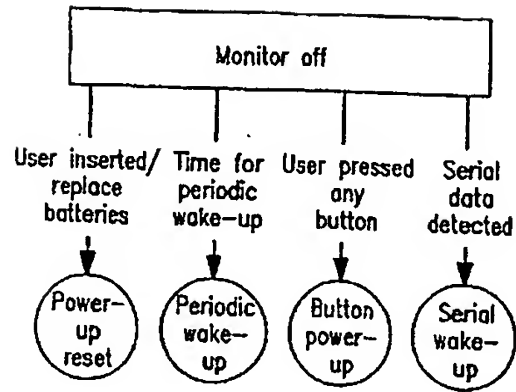 Monitor off
User inserted/
replace
batteries
Time for
periodic
wake-up
User pressed
any
button
Serial
data
detected
Power-
up
reset
Periodic
wake-
up
Button
power-
up
Serial
wake-
up